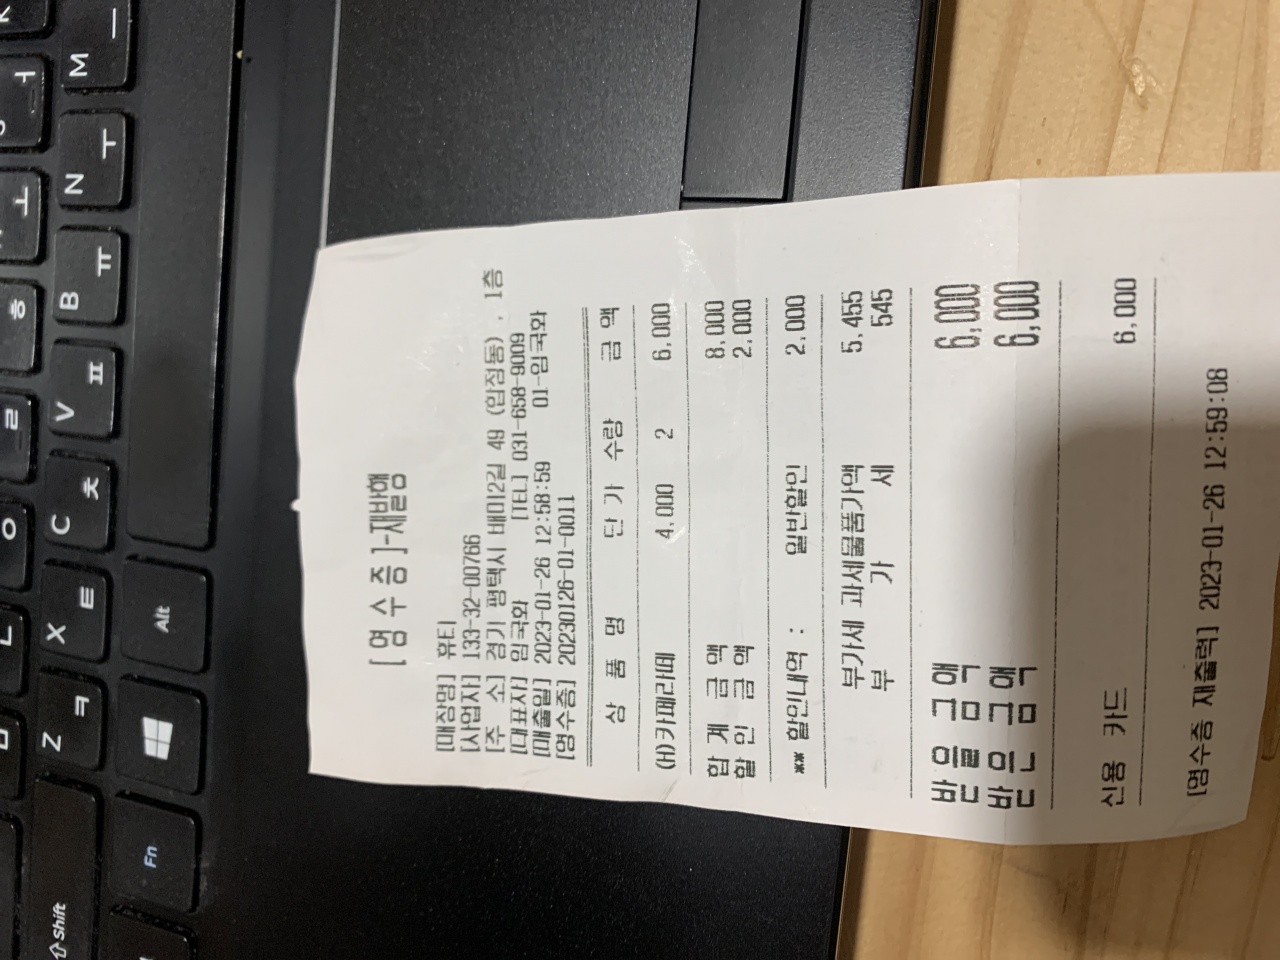 [ 영 수 증 ]-재발행
[매장명] 휴티
[사업자] 133-32-00766
[주 소] 경기 평택시 배미2길 49 (합정동) , 1층
[대표자] 임국화 [TEL] 031-658-9009
[매출일] 2023-01-26 12:58:59 01-임국화
[영수증] 20230126-01-0011
상 품 명 단 가 수량 금 액
(H)카페라떼 4,000 2 6,000
합 계 금 액 8,000
할 인 금 액 2,000
** 할인내역 : 일반할인 2,000
부가세 과세물품가액 5,455
부 가 세 545
받을금액 6,000
받은금액 6,000
신용 카드 6,000
[영수증 재출력] 2023-01-26 12:59:08
M ㅡ
N ㅜ
B ㅠ
V ㅍ
C ㅊ
X ㅌ
Z ㅋ
Shift
Alt
Fn
ㅓ
ㅗ
ㅎ
ㄹ
ㅇ
ㄴ